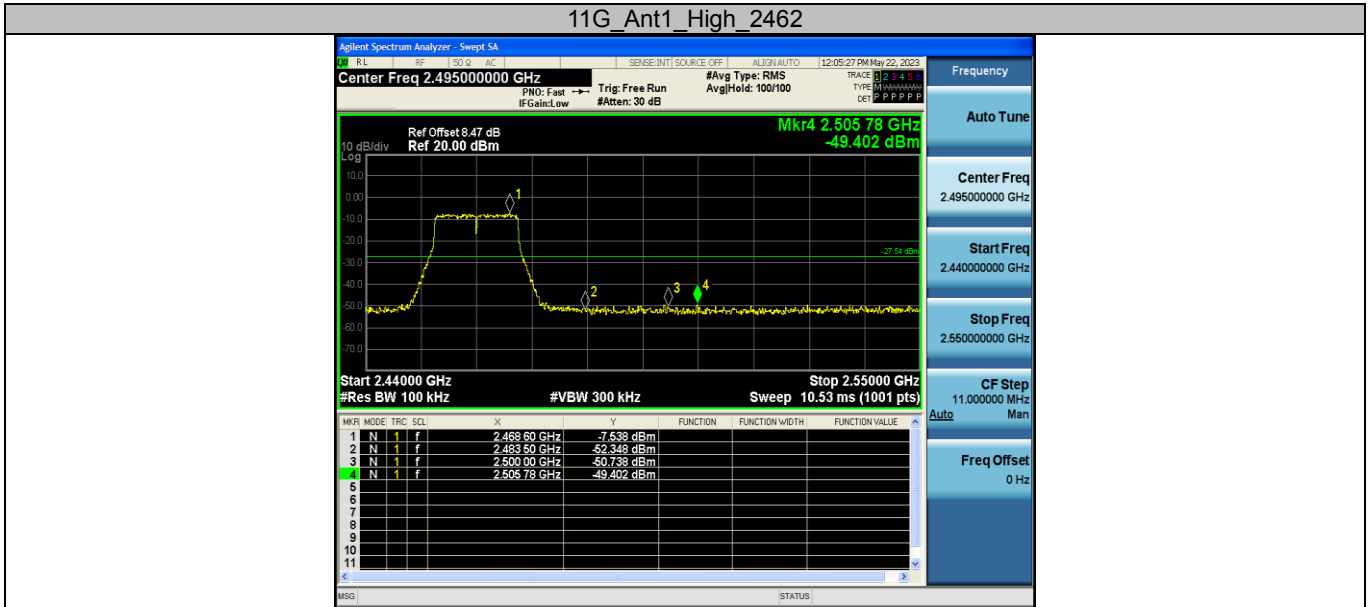 11G_Ant1_High_2462
Agilent Spectrum Analyzer - Swept SA
LXI RL RF 50 Ω AC SENSE:INT SOURCE OFF ALIGNAUTO 12:05:27 PM May 22, 2023
Center Freq 2.495000000 GHz
PNO: Fast
IFGain:Low
Trig: Free Run
#Atten: 30 dB
#Avg Type: RMS
Avg|Hold: 100/100
TRACE 1 2 3 4 5 6
TYPE M
DET P P P P P P
Mkr4 2.505 78 GHz
-49.402 dBm
Ref Offset 8.47 dB
10 dB/div Ref 20.00 dBm
Log
10.0
0.00
-10.0
-20.0
-30.0
-40.0
-50.0
-60.0
-70.0
1
2
3
4
-27.54 dBm
Start 2.44000 GHz Stop 2.55000 GHz
#Res BW 100 kHz #VBW 300 kHz Sweep 10.53 ms (1001 pts)
MKR MODE TRC SCL X Y FUNCTION FUNCTION WIDTH FUNCTION VALUE
1 N 1 f 2.468 60 GHz -7.538 dBm
2 N 1 f 2.483 50 GHz -52.348 dBm
3 N 1 f 2.500 00 GHz -50.738 dBm
4 N 1 f 2.505 78 GHz -49.402 dBm
5
6
7
8
9
10
11
MSG STATUS
Frequency
Auto Tune
Center Freq
2.495000000 GHz
Start Freq
2.440000000 GHz
Stop Freq
2.550000000 GHz
CF Step
11.000000 MHz
Auto Man
Freq Offset
0 Hz